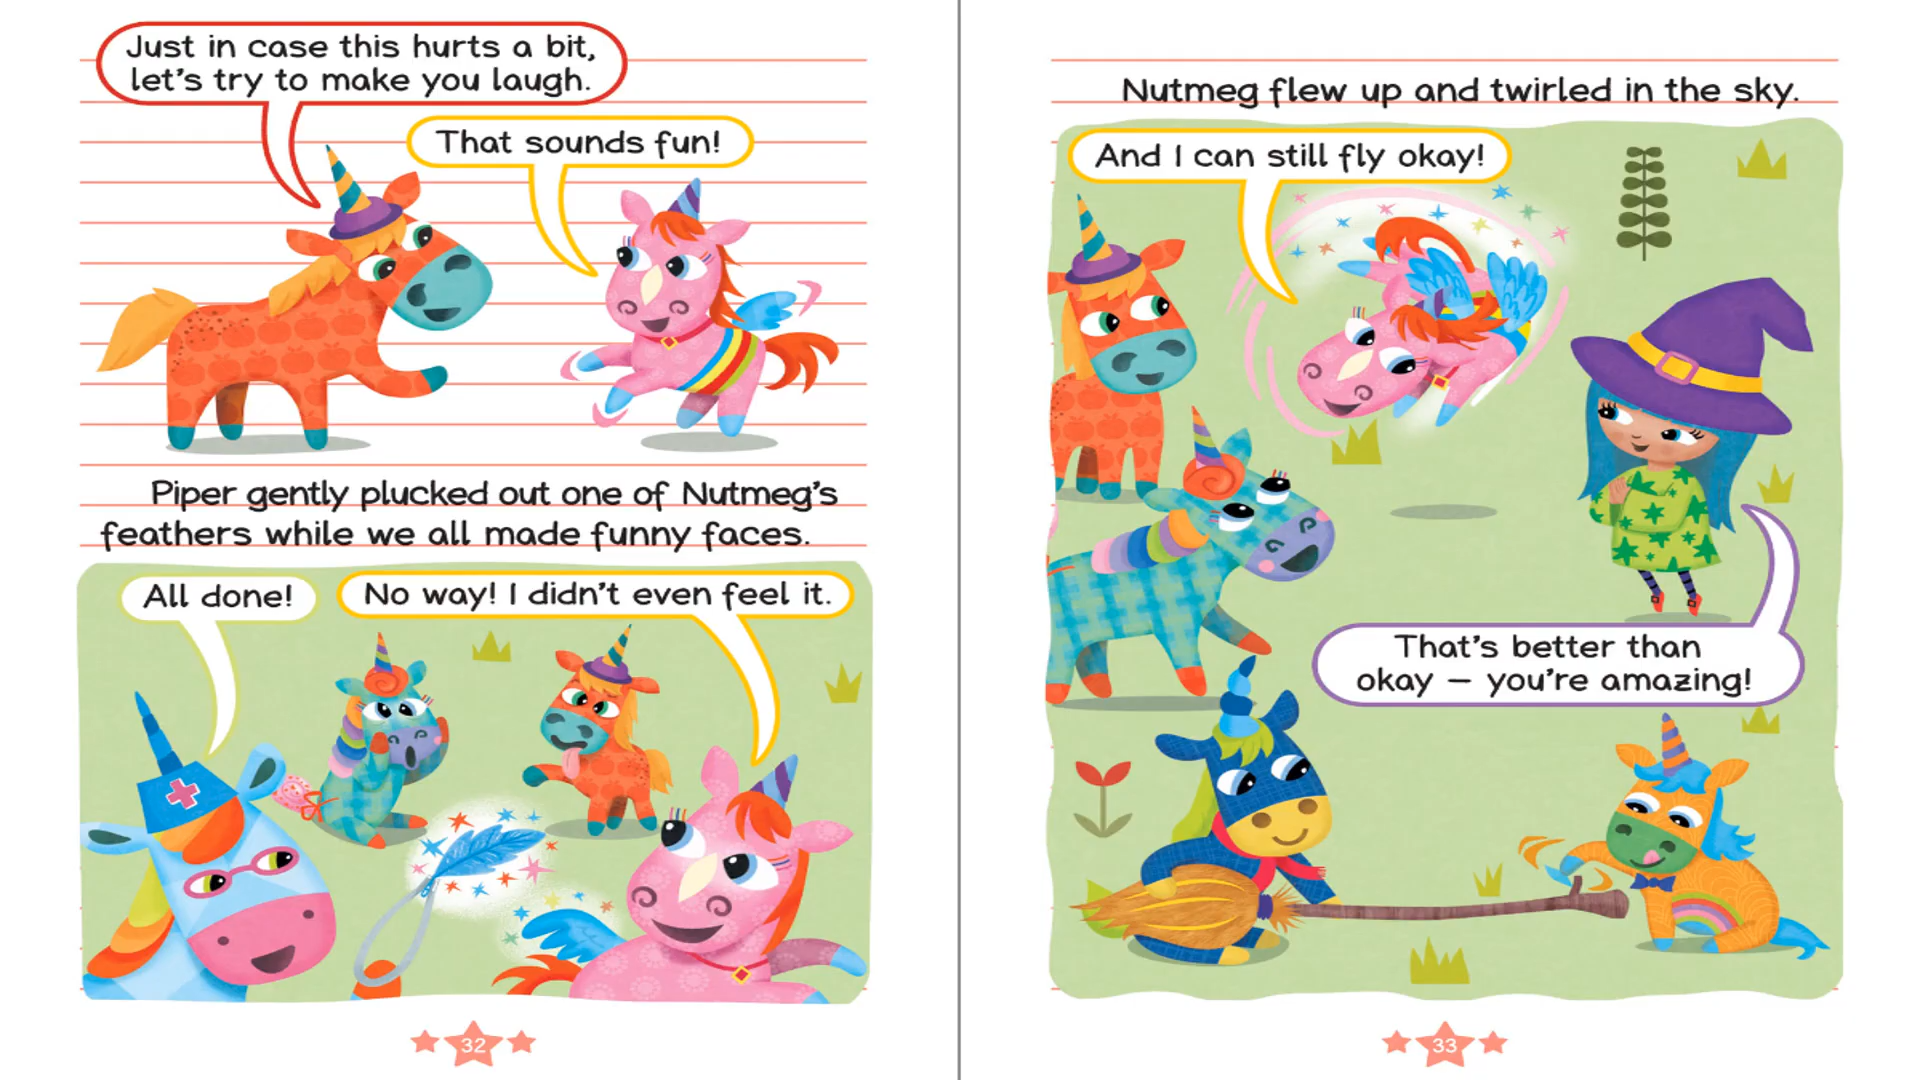 Just in case this hurts a bit,
let's try to make you laugh.
That sounds fun!
Piper gently plucked out one of Nutmeg's
feathers while we all made funny faces.
All done!
No way! I didn't even feel it.
32
Nutmeg flew up and twirled in the sky.
And I can still fly okay!
That's better than
okay – you're amazing!
33